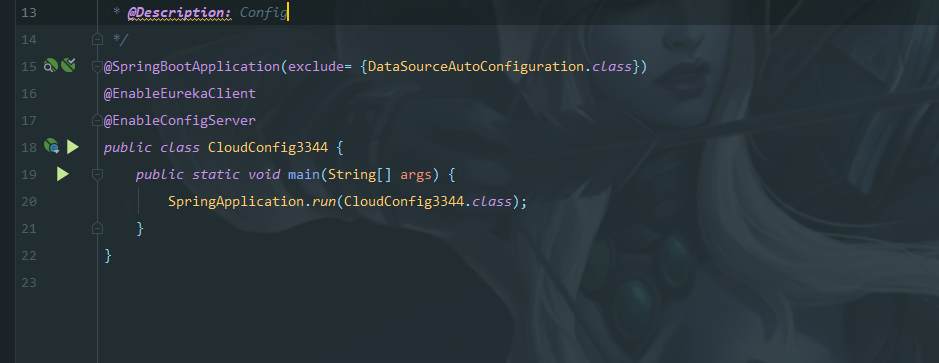 13 * @Description: Config
14 */
15 @SpringBootApplication(exclude= {DataSourceAutoConfiguration.class})
16 @EnableEurekaClient
17 @EnableConfigServer
18 public class CloudConfig3344 {
19 public static void main(String[] args) {
20 SpringApplication.run(CloudConfig3344.class);
21 }
22 }
23